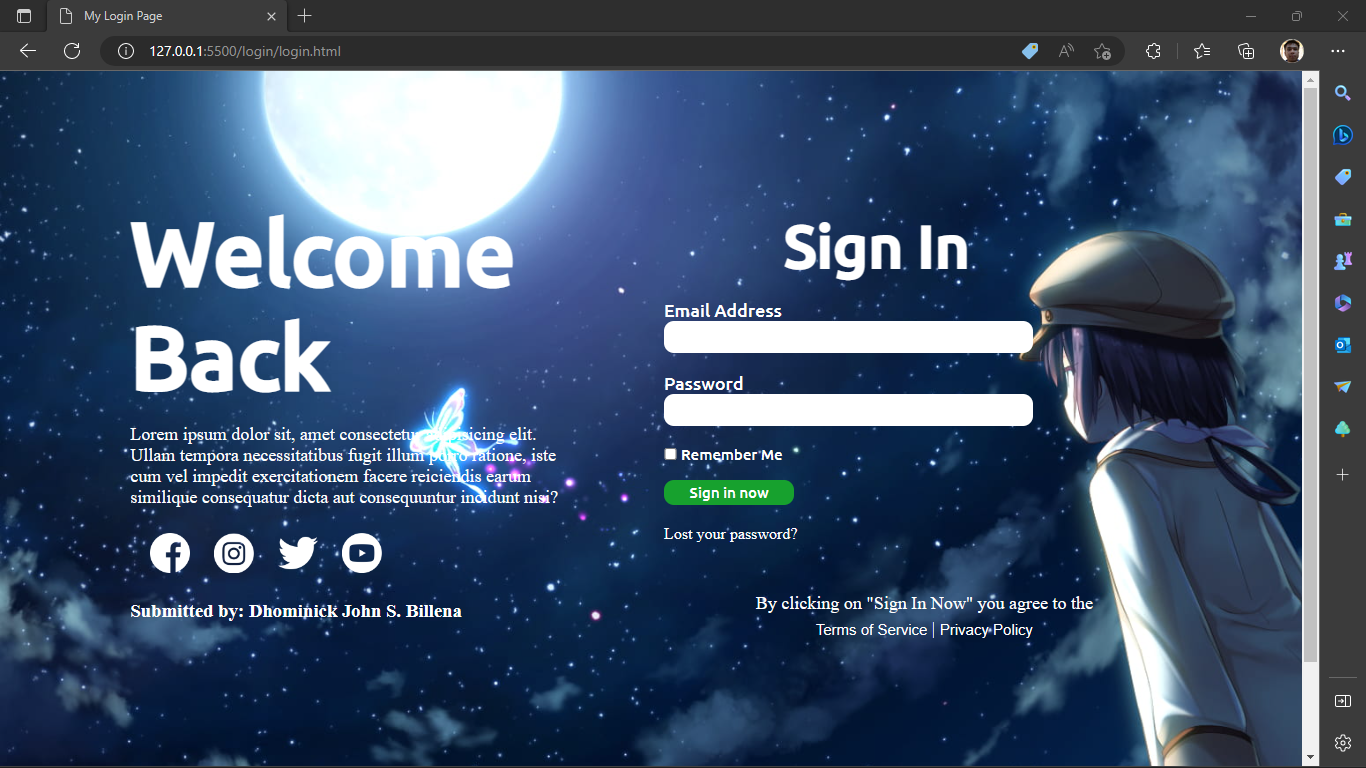 My Login Page
127.0.0.1:5500/login/login.html
Welcome
Back
Lorem ipsum dolor sit, amet consectetur adipisicing elit.
Ullam tempora necessitatibus fugit illum porro ratione, iste
cum vel impedit exercitationem facere reiciendis earum
similique consequatur dicta aut consequuntur incidunt nisi?
Submitted by: Dhominick John S. Billena
Sign In
Email Address
Password
Remember Me
Sign in now
Lost your password?
By clicking on "Sign In Now" you agree to the
Terms of Service | Privacy Policy